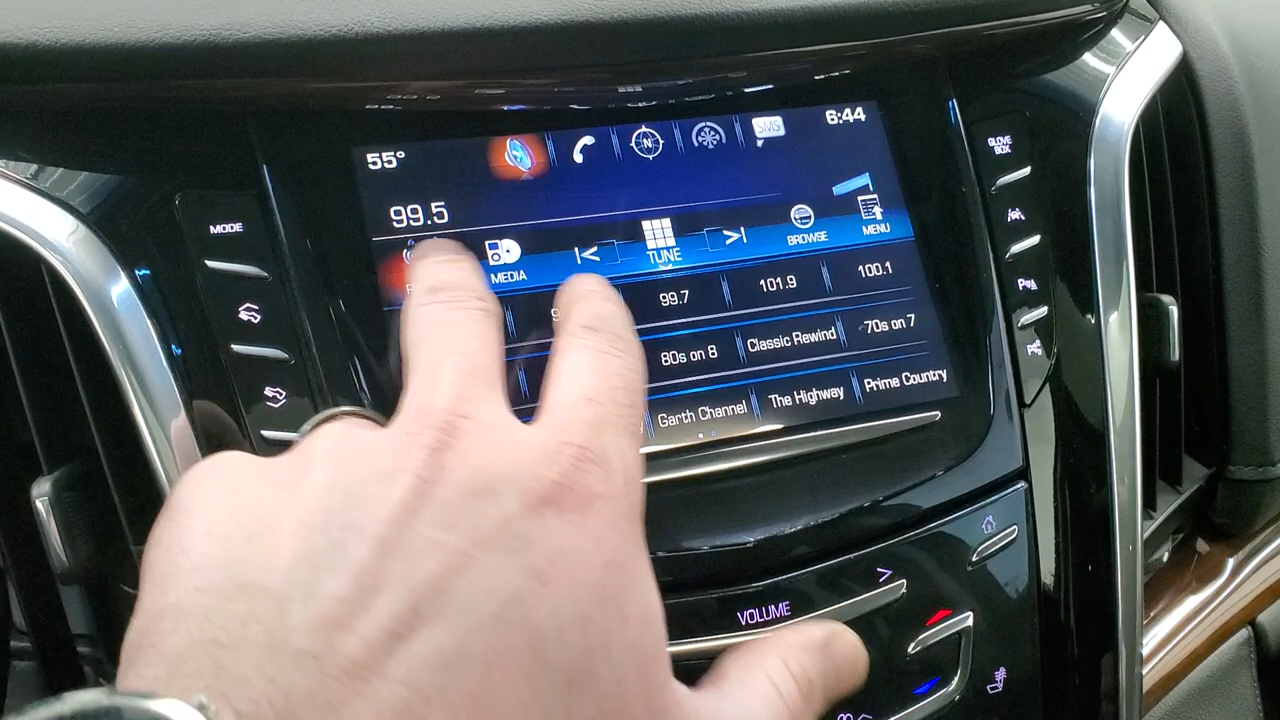 GLOVE BOX
55°
SMS
6:44
MODE
99.5
MEDIA
TUNE
BROWSE
MENU
99.7
101.9
100.1
80s on 8
Classic Rewind
70s on 7
Garth Channel
The Highway
Prime Country
VOLUME